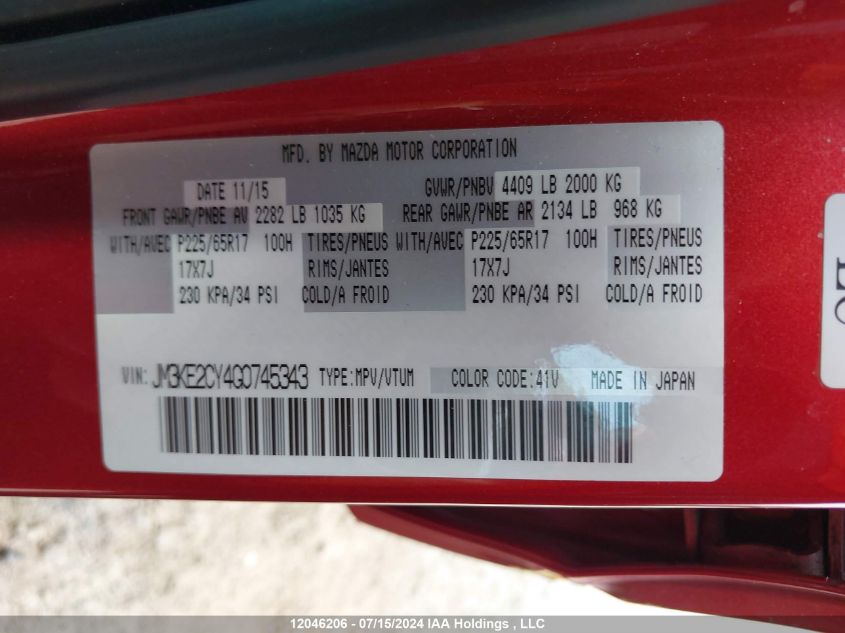 MFD. BY MAZDA MOTOR CORPORATION
DATE 11/15 GVWR/PNBV 4409 LB 2000 KG
FRONT GAWR/PNBE AV 2282 LB 1035 KG REAR GAWR/PNBE AR 2134 LB 968 KG
WITH/AVEC P225/65R17 100H TIRES/PNEUS WITH/AVEC P225/65R17 100H TIRES/PNEUS
17X7J RIMS/JANTES 17X7J RIMS/JANTES
230 KPA/34 PSI COLD/A FROID 230 KPA/34 PSI COLD/A FROID
VIN: JM3KE2CY4G0745343 TYPE:MPV/VTUM COLOR CODE:41V MADE IN JAPAN
12046206 - 07/15/2024 IAA Holdings , LLC